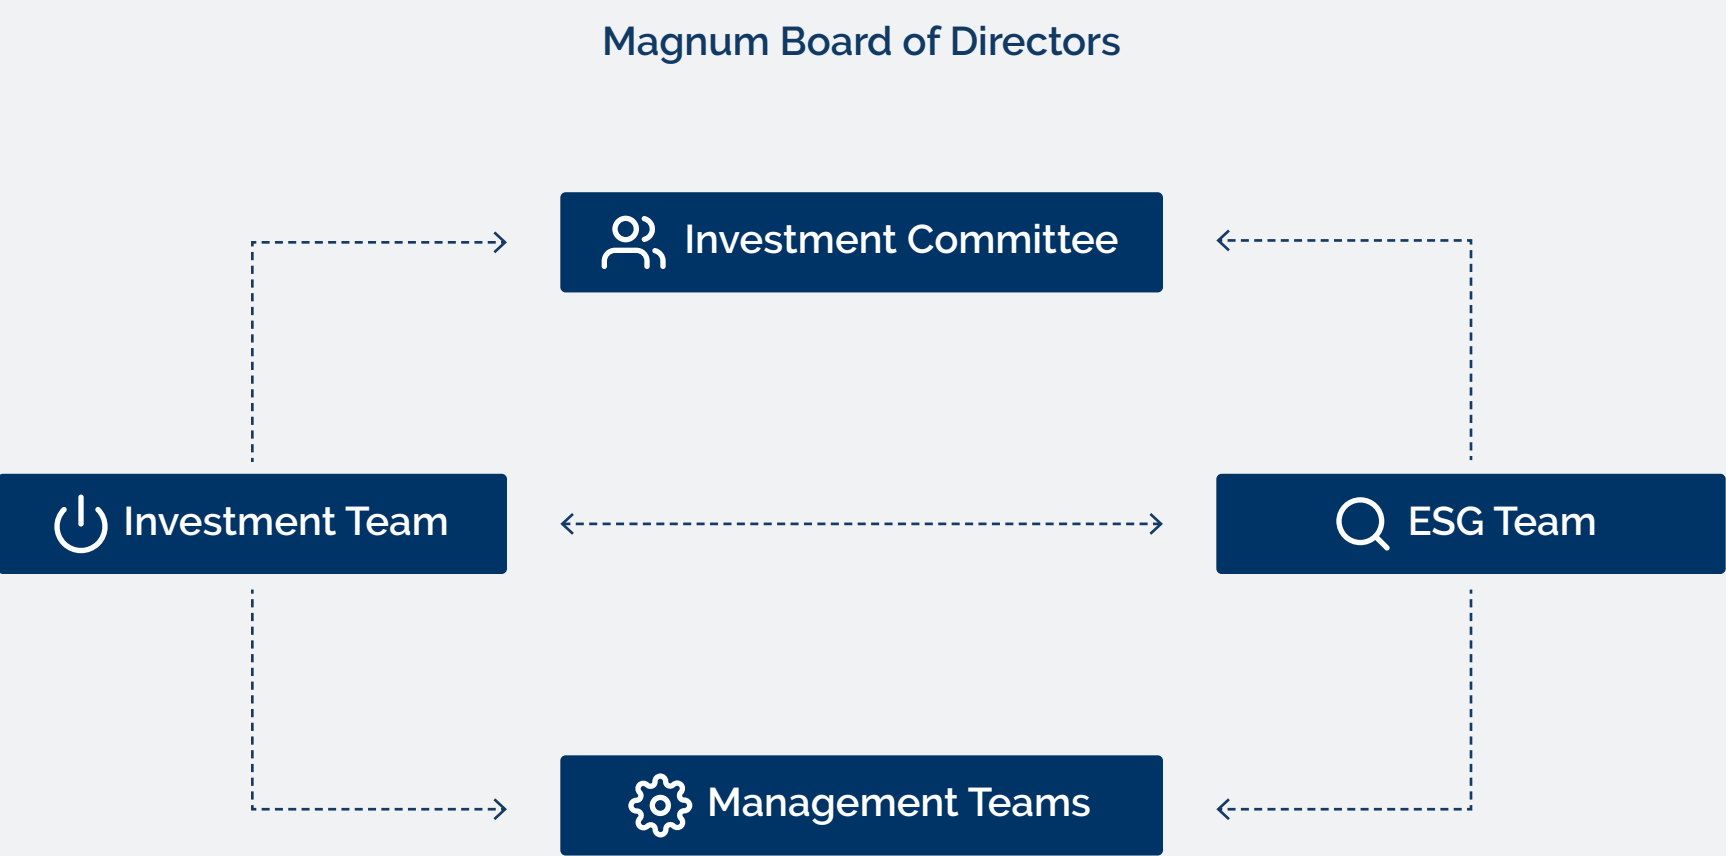 Magnum Board of Directors
Investment Committee
Investment Team
ESG Team
Management Teams